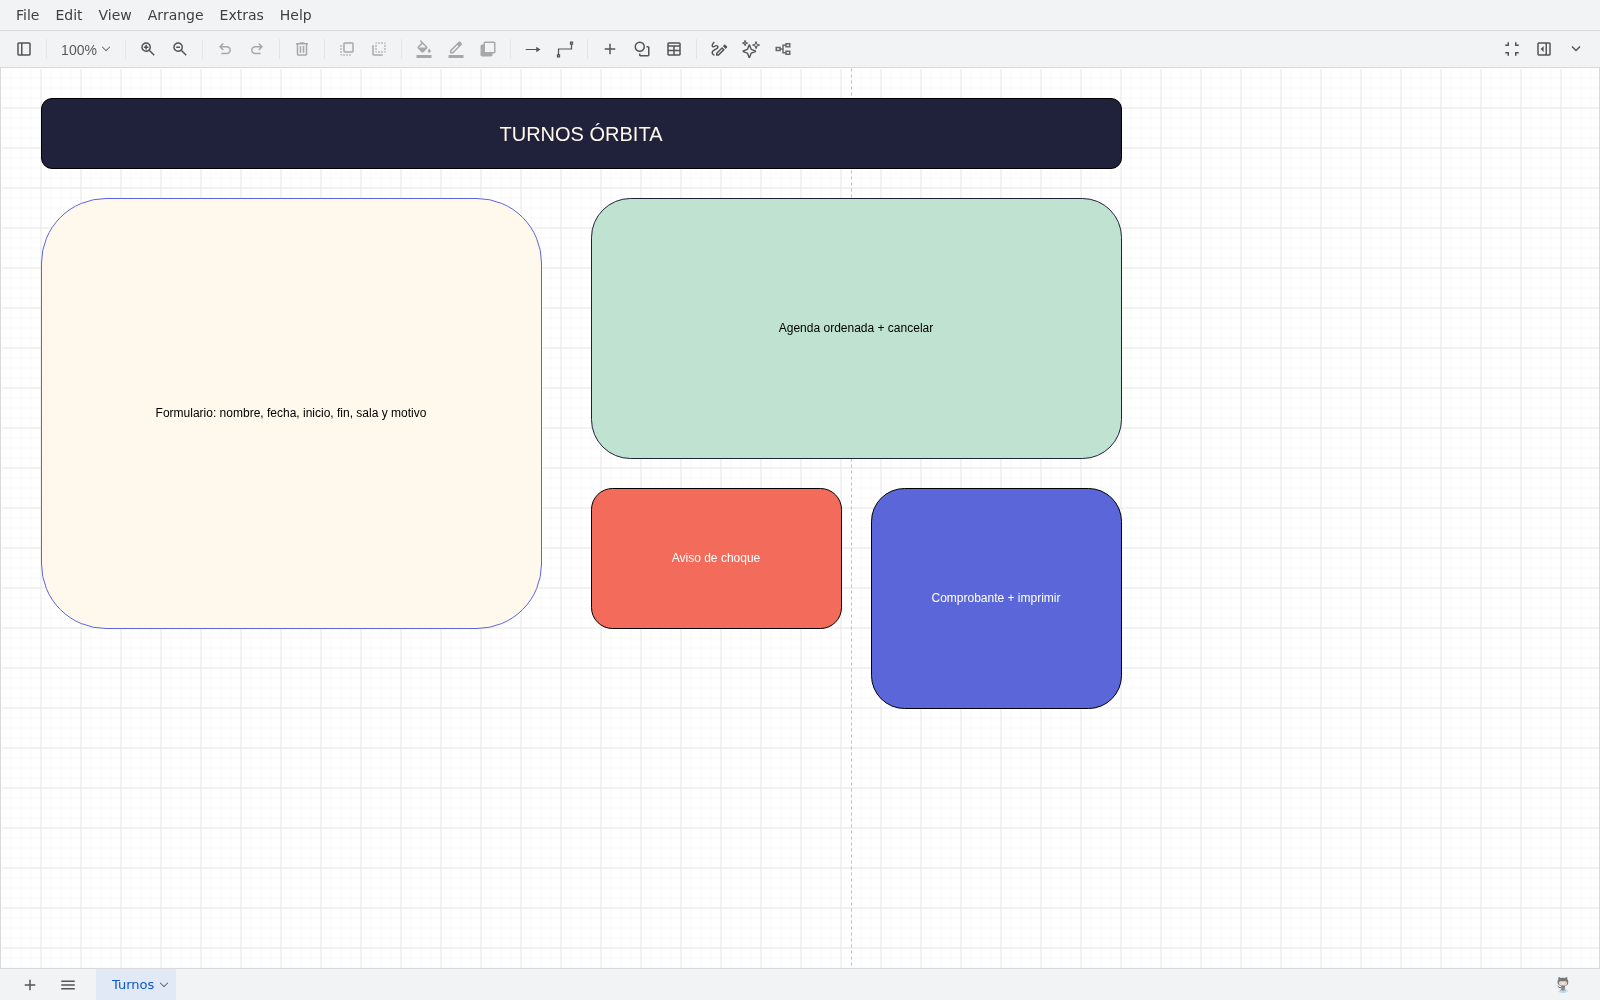 File Edit View Arrange Extras Help
100%
TURNOS ÓRBITA
Formulario: nombre, fecha, inicio, fin, sala y motivo
Agenda ordenada + cancelar
Aviso de choque
Comprobante + imprimir
Turnos